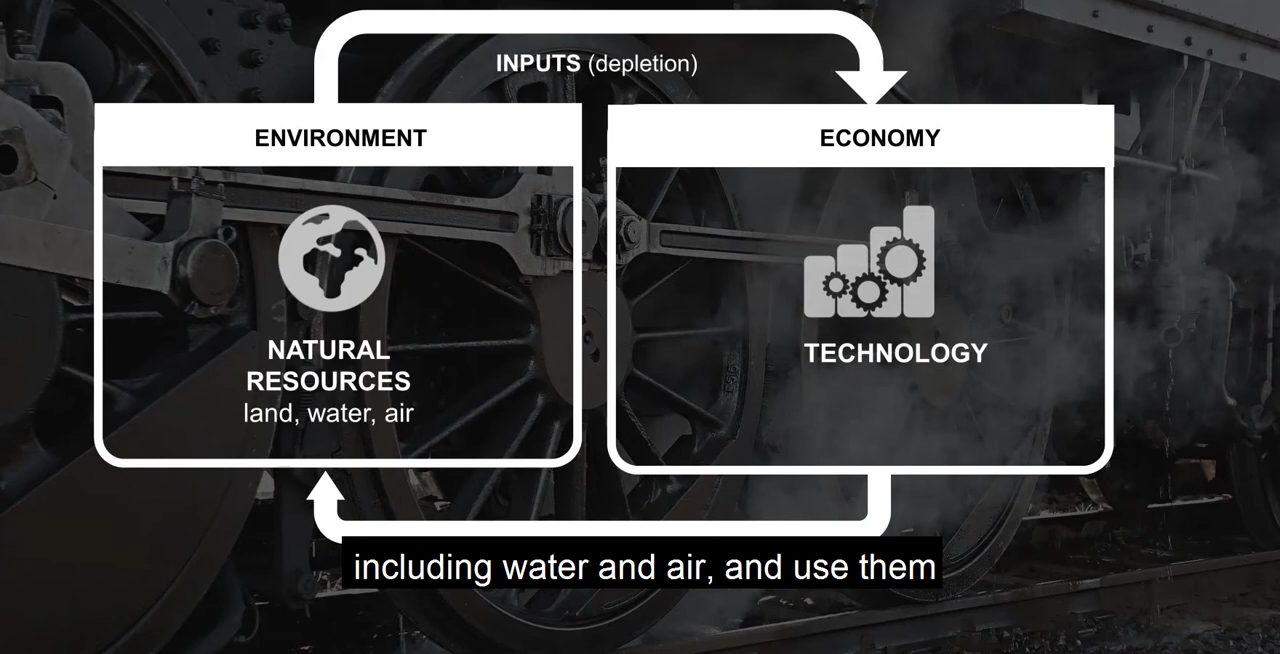 INPUTS (depletion)
ENVIRONMENT
ECONOMY
NATURAL
RESOURCES
land, water, air
TECHNOLOGY
including water and air, and use them